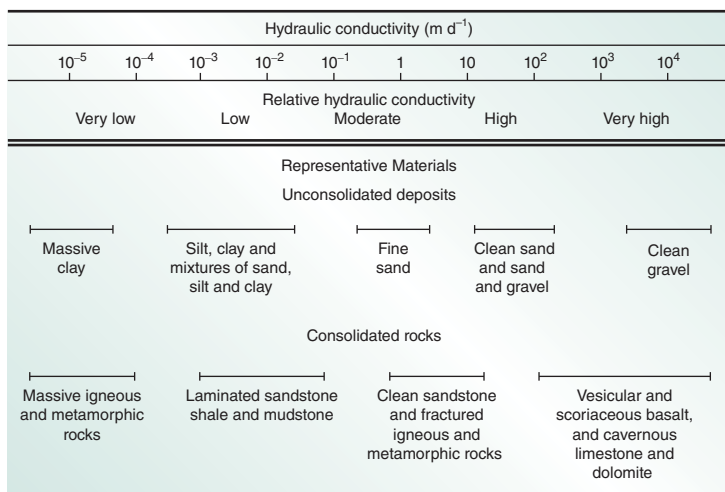 Hydraulic conductivity (m d⁻¹)
10⁻⁵ 10⁻⁴ 10⁻³ 10⁻² 10⁻¹ 1 10 10² 10³ 10⁴
Relative hydraulic conductivity
Very low Low Moderate High Very high
Representative Materials
Unconsolidated deposits
Massive
clay
Silt, clay and
mixtures of sand,
silt and clay
Fine
sand
Clean sand
and sand
and gravel
Clean
gravel
Consolidated rocks
Massive igneous
and metamorphic
rocks
Laminated sandstone
shale and mudstone
Clean sandstone
and fractured
igneous and
metamorphic rocks
Vesicular and
scoriaceous basalt,
and cavernous
limestone and
dolomite